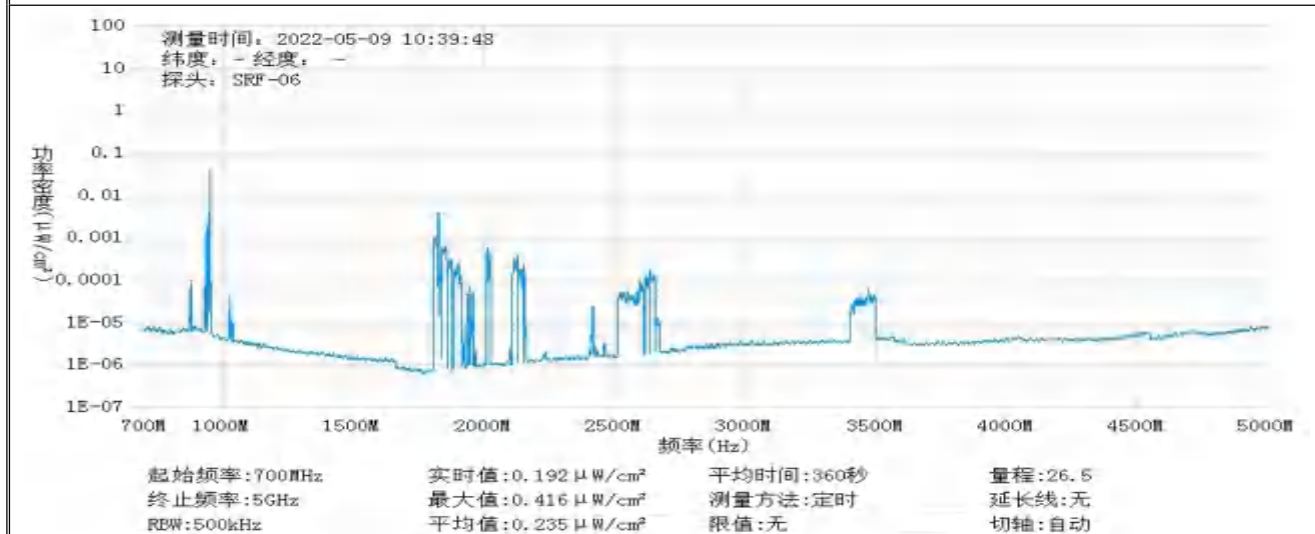 100
10
1
0.1
0.01
0.001
0.0001
1E-05
1E-06
1E-07
功率密度(μW/cm²)
测量时间: 2022-05-09 10:39:48
纬度: - 经度: -
探头: SRF-06
700M 1000M 1500M 2000M 2500M 3000M 3500M 4000M 4500M 5000M
频率(Hz)
起始频率:700MHz 实时值:0.192μW/cm² 平均时间:360秒 量程:26.5
终止频率:5GHz 最大值:0.416μW/cm² 测量方法:定时 延长线:无
RBW:500kHz 平均值:0.235μW/cm² 限值:无 切轴:自动